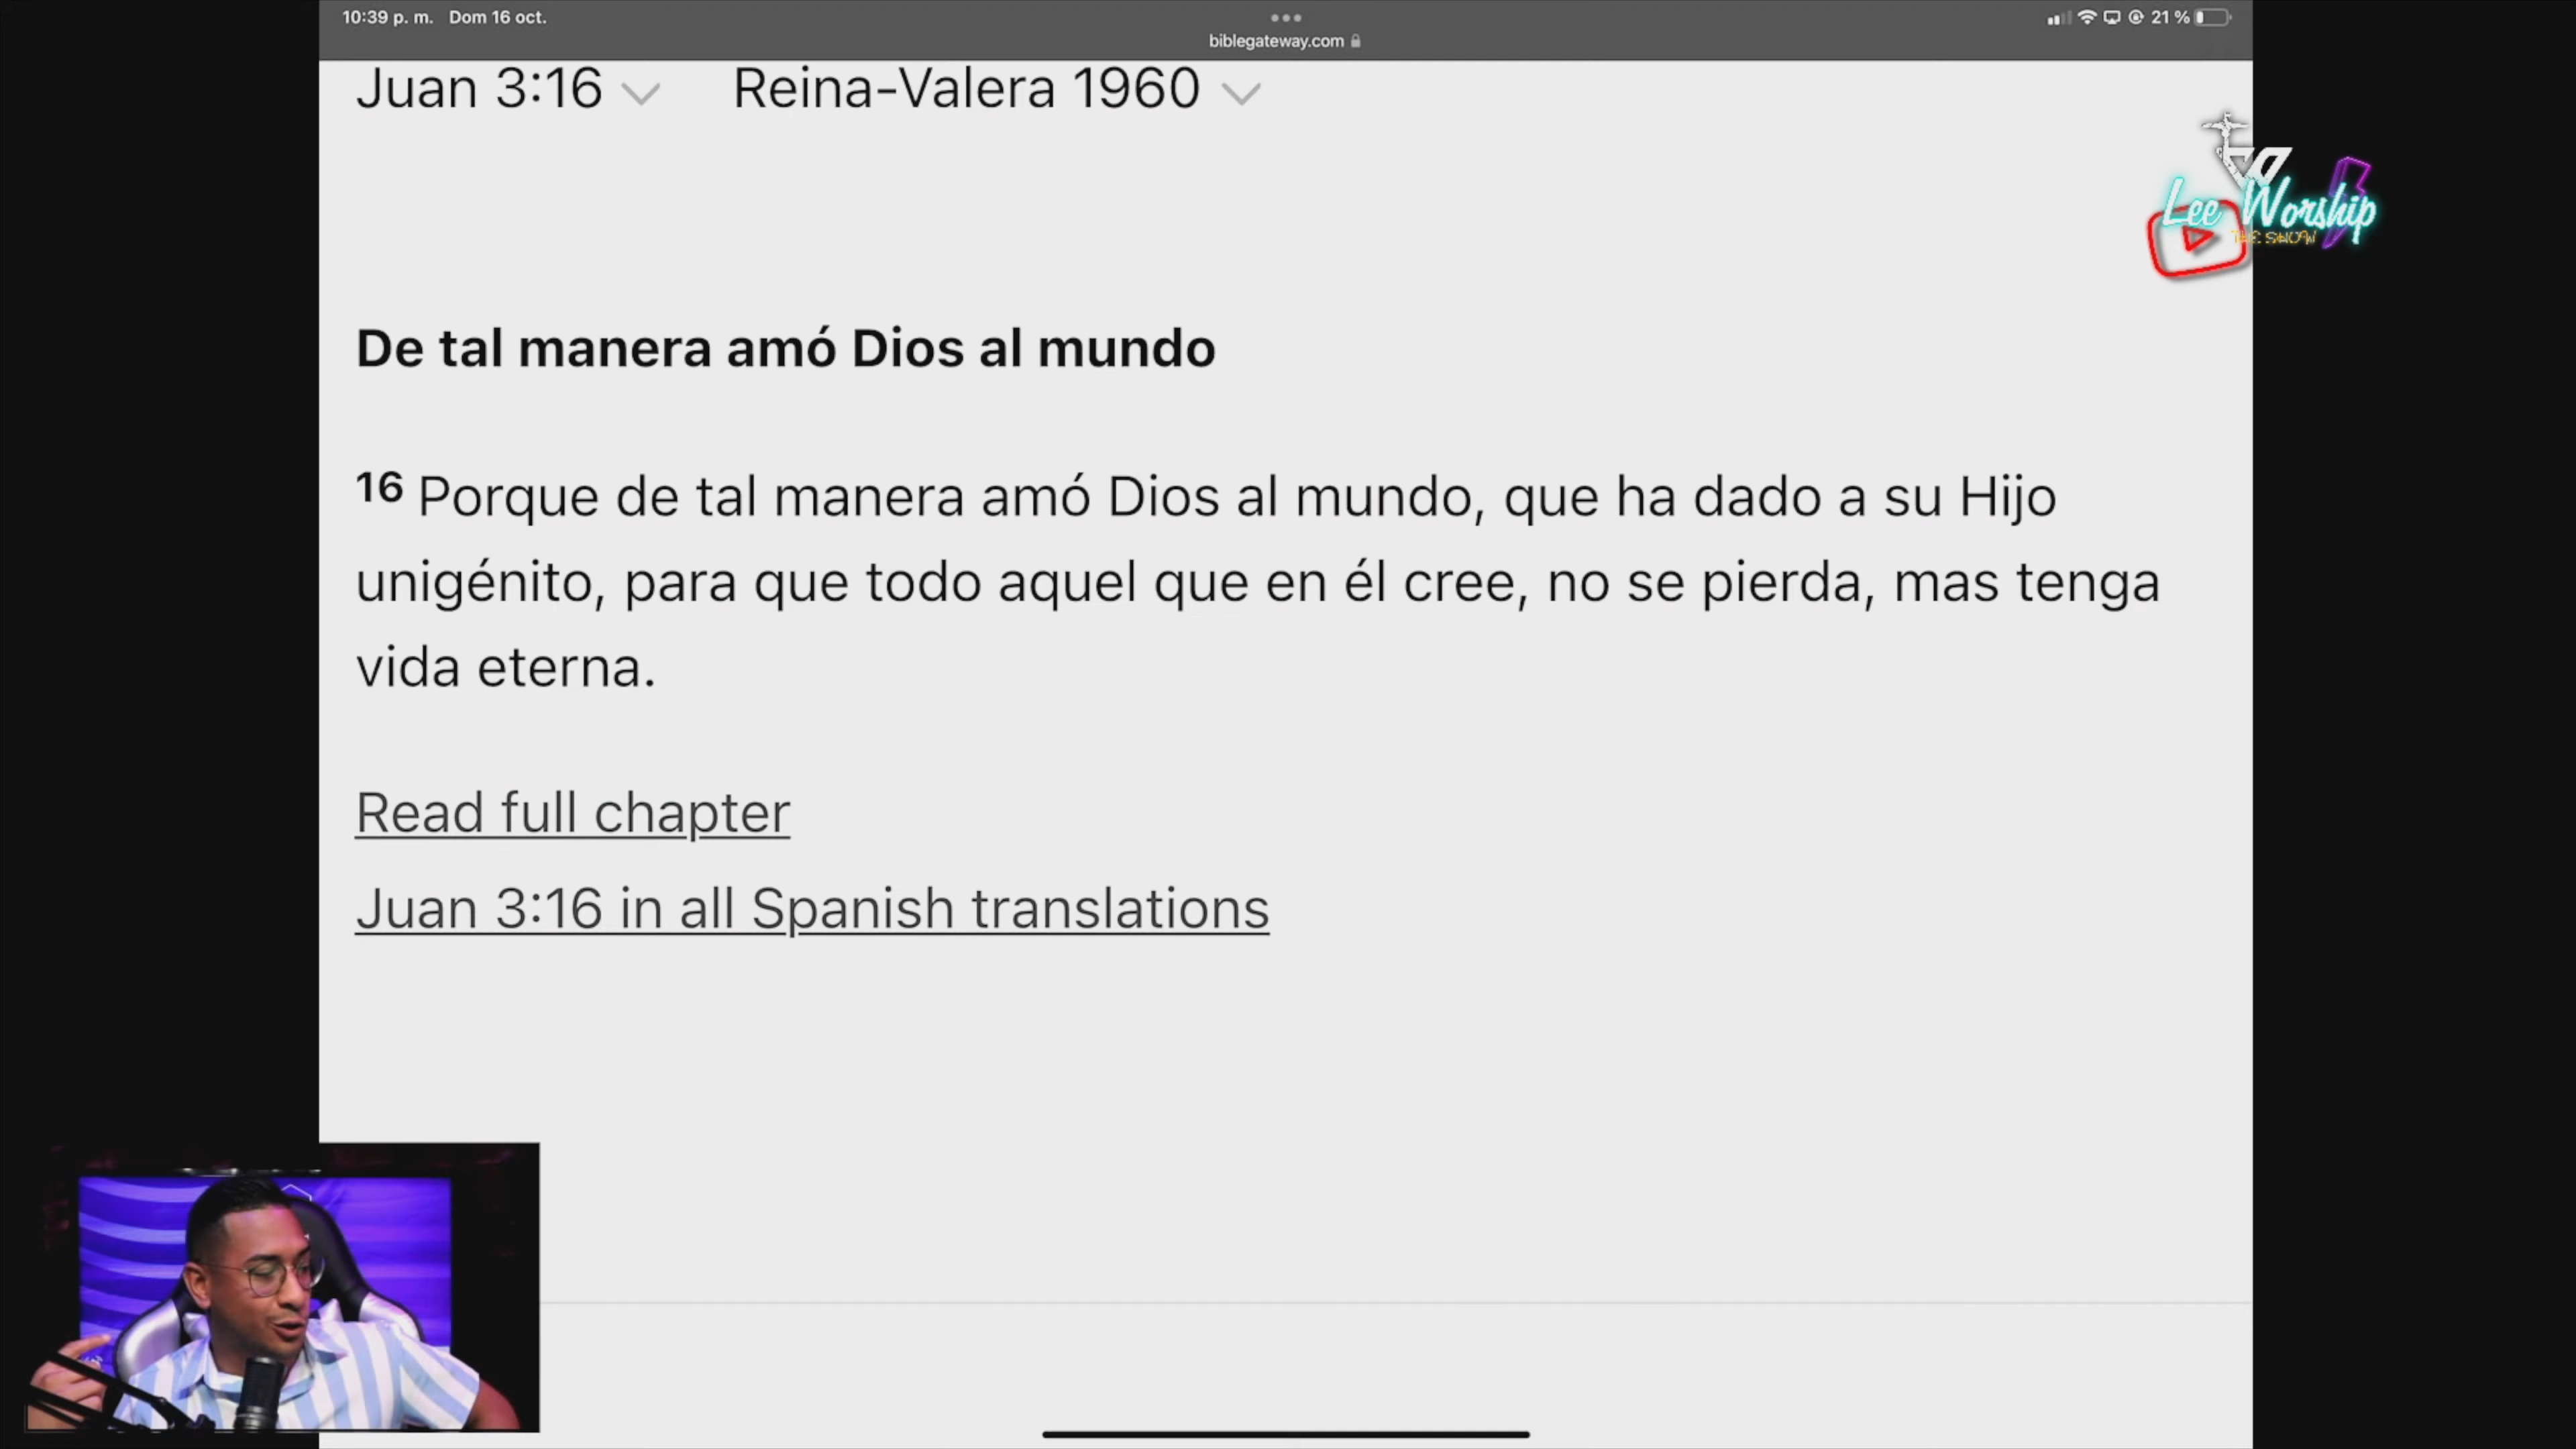 10:39 p. m. Dom 16 oct.
biblegateway.com
21 %
Juan 3:16
Reina-Valera 1960
Lee Worship
THE SHOW
De tal manera amó Dios al mundo
16 Porque de tal manera amó Dios al mundo, que ha dado a su Hijo
unigénito, para que todo aquel que en él cree, no se pierda, mas tenga
vida eterna.
Read full chapter
Juan 3:16 in all Spanish translations